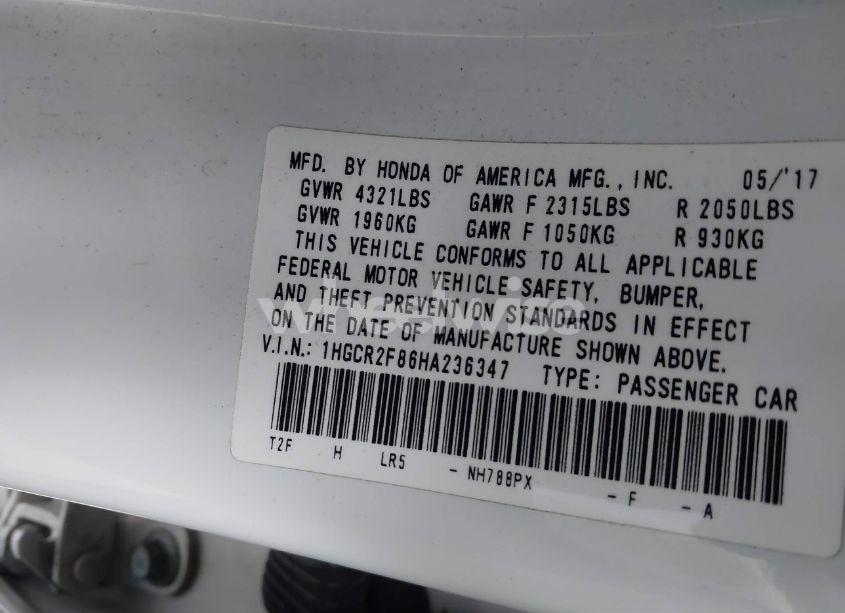 MFD. BY HONDA OF AMERICA MFG., INC. 05/'17
GVWR 4321LBS GAWR F 2315LBS R 2050LBS
GVWR 1960KG GAWR F 1050KG R 930KG
THIS VEHICLE CONFORMS TO ALL APPLICABLE
FEDERAL MOTOR VEHICLE SAFETY, BUMPER,
AND THEFT PREVENTION STANDARDS IN EFFECT
ON THE DATE OF MANUFACTURE SHOWN ABOVE.
V.I.N.: 1HGCR2F86HA236347 TYPE: PASSENGER CAR
T2F H LR5 - NH788PX - F - A
wheelwise